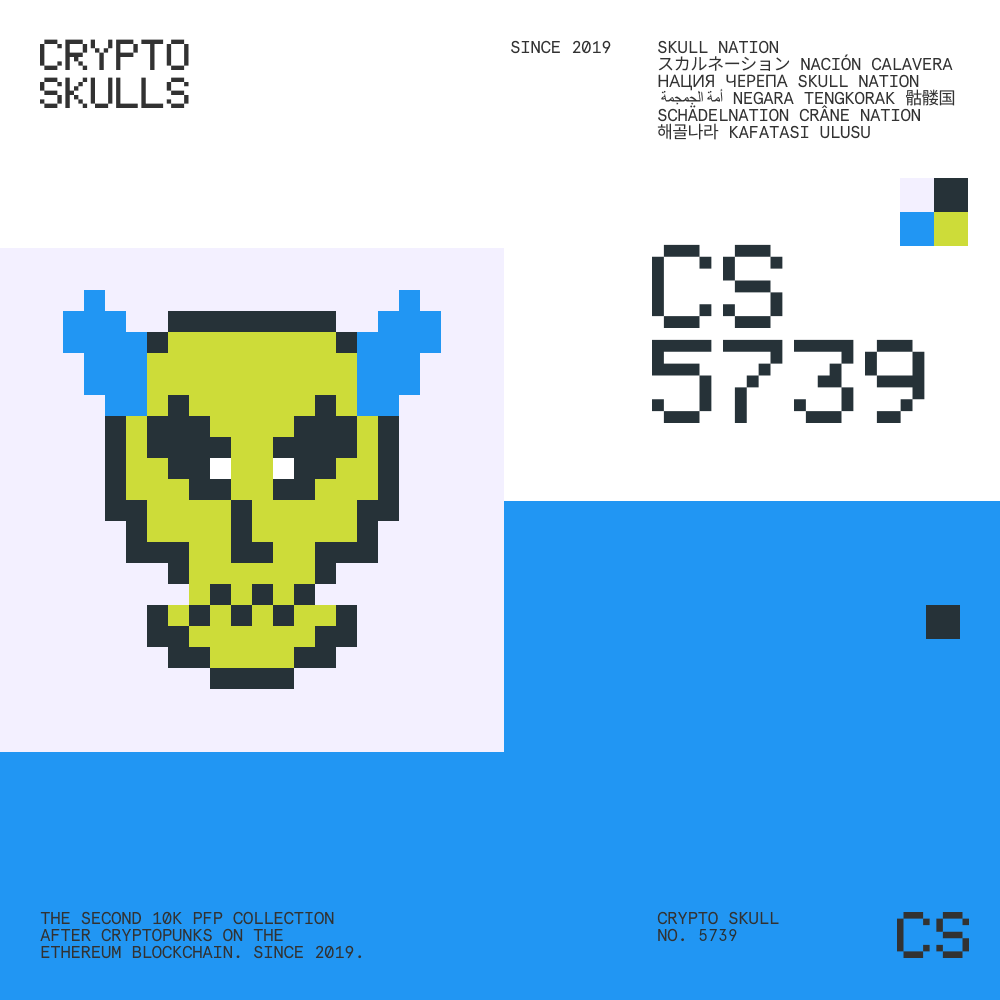 CRYPTO
SKULLS
SINCE 2019
SKULL NATION
スカルネーション NACIÓN CALAVERA
НАЦИЯ ЧЕРЕПА SKULL NATION
أمة الجمجمة NEGARA TENGKORAK 骷髅国
SCHÄDELNATION CRÂNE NATION
해골나라 KAFATASI ULUSU
CS
5739
THE SECOND 10K PFP COLLECTION
AFTER CRYPTOPUNKS ON THE
ETHEREUM BLOCKCHAIN. SINCE 2019.
CRYPTO SKULL
NO. 5739
CS